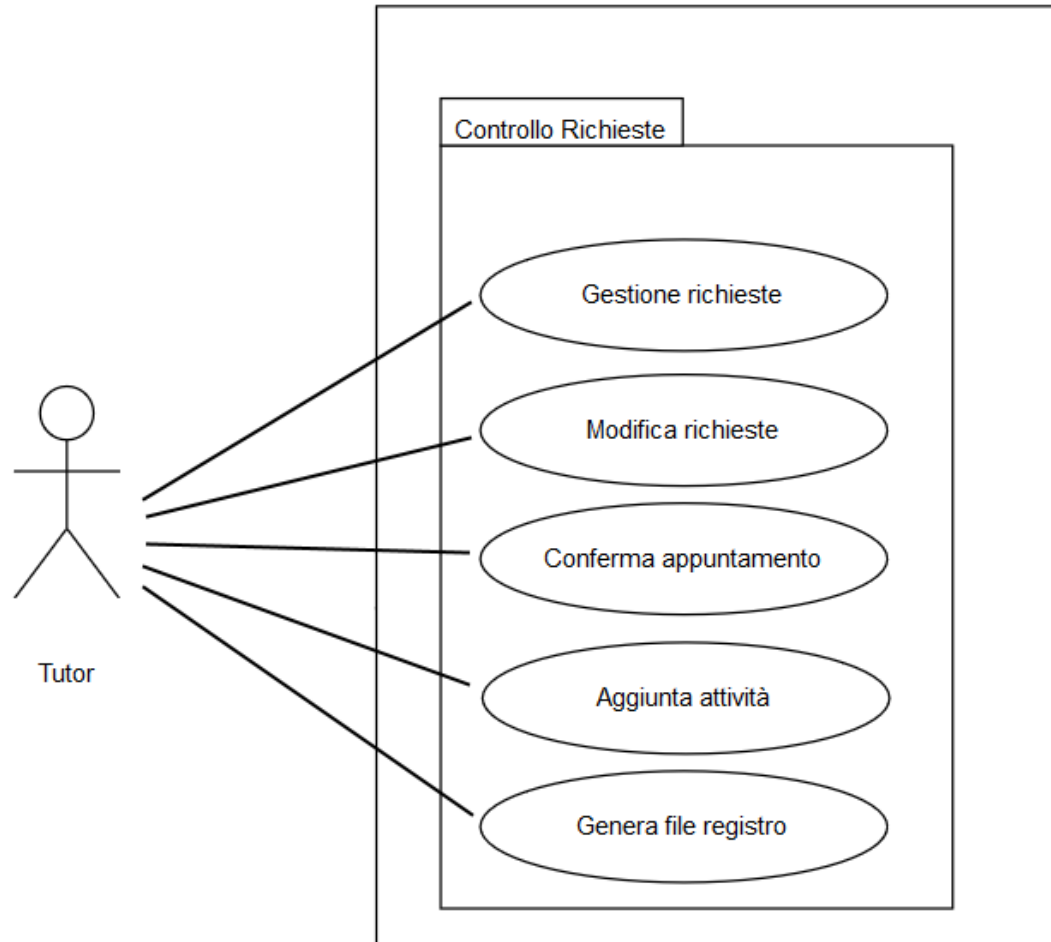 Controllo Richieste
Gestione richieste
Modifica richieste
Conferma appuntamento
Aggiunta attività
Genera file registro
Tutor